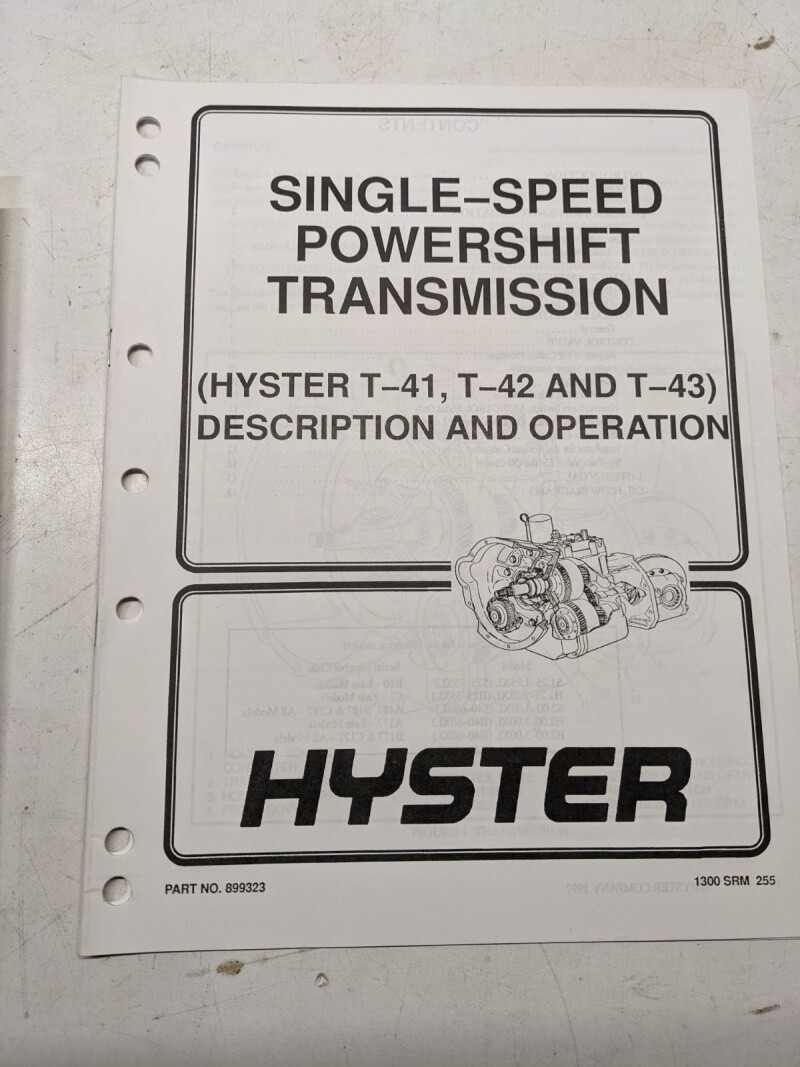 SINGLE–SPEED
POWERSHIFT
TRANSMISSION
(HYSTER T–41, T–42 AND T–43)
DESCRIPTION AND OPERATION
HYSTER
PART NO. 899323
1300 SRM 255